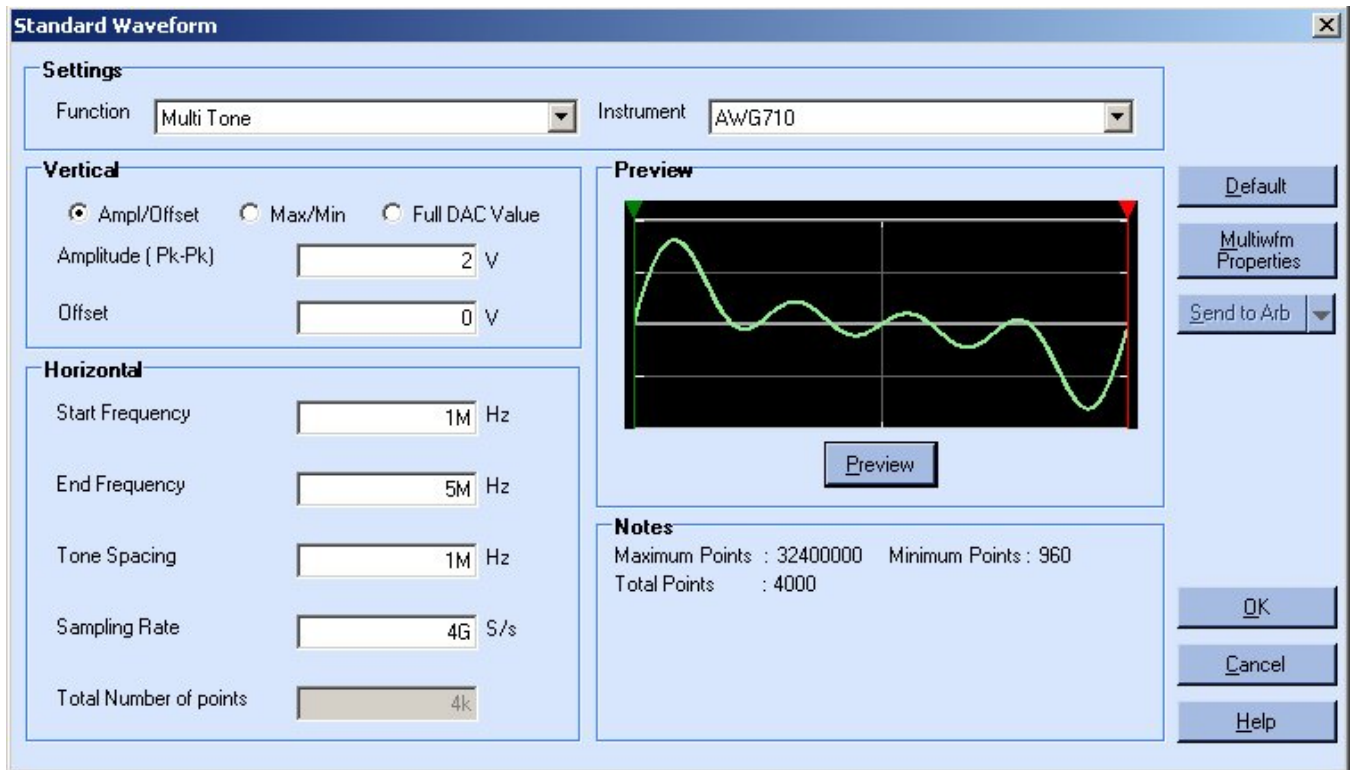 Standard Waveform
Settings
Function Multi Tone Instrument AWG710
Vertical
Ampl/Offset Max/Min Full DAC Value
Amplitude ( Pk-Pk) 2 V
Offset 0 V
Horizontal
Start Frequency 1M Hz
End Frequency 5M Hz
Tone Spacing 1M Hz
Sampling Rate 4G S/s
Total Number of points 4k
Preview
Preview
Notes
Maximum Points : 32400000 Minimum Points : 960
Total Points : 4000
Default
Multiwfm
Properties
Send to Arb
OK
Cancel
Help